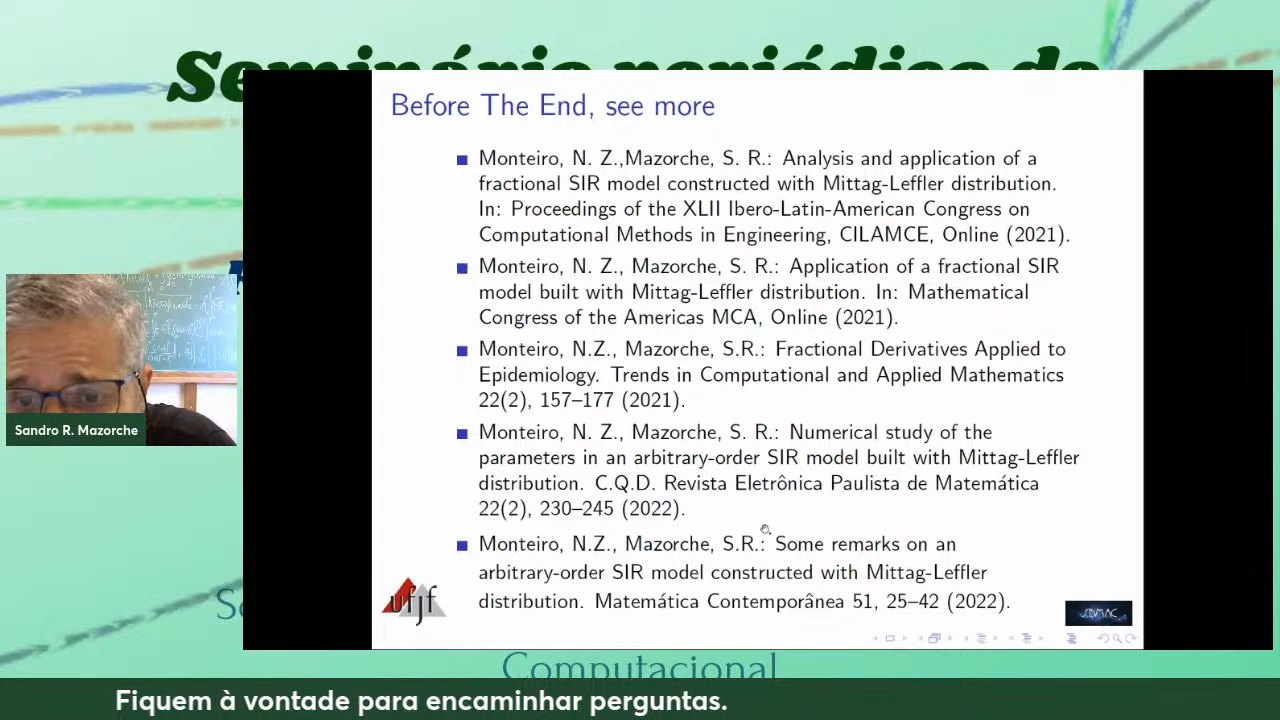 Seminário periódico de
Before The End, see more
Monteiro, N. Z.,Mazorche, S. R.: Analysis and application of a
fractional SIR model constructed with Mittag-Leffler distribution.
In: Proceedings of the XLII Ibero-Latin-American Congress on
Computational Methods in Engineering, CILAMCE, Online (2021).
Monteiro, N. Z., Mazorche, S. R.: Application of a fractional SIR
model built with Mittag-Leffler distribution. In: Mathematical
Congress of the Americas MCA, Online (2021).
Monteiro, N.Z., Mazorche, S.R.: Fractional Derivatives Applied to
Epidemiology. Trends in Computational and Applied Mathematics
22(2), 157–177 (2021).
Monteiro, N. Z., Mazorche, S. R.: Numerical study of the
parameters in an arbitrary-order SIR model built with Mittag-Leffler
distribution. C.Q.D. Revista Eletrônica Paulista de Matemática
22(2), 230–245 (2022).
Monteiro, N.Z., Mazorche, S.R.: Some remarks on an
arbitrary-order SIR model constructed with Mittag-Leffler
distribution. Matemática Contemporânea 51, 25–42 (2022).
ufjf
Sandro R. Mazorche
Computacional
Fiquem à vontade para encaminhar perguntas.